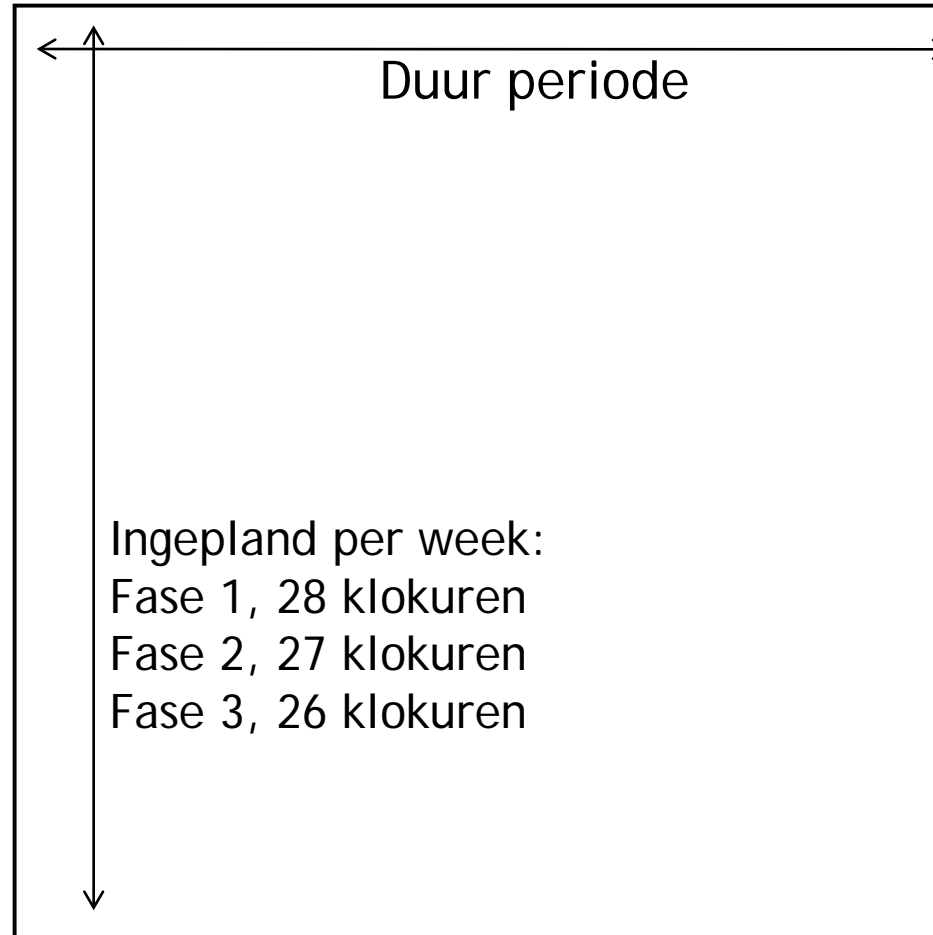 Duur periode
Ingepland per week:
Fase 1, 28 klokuren
Fase 2, 27 klokuren
Fase 3, 26 klokuren